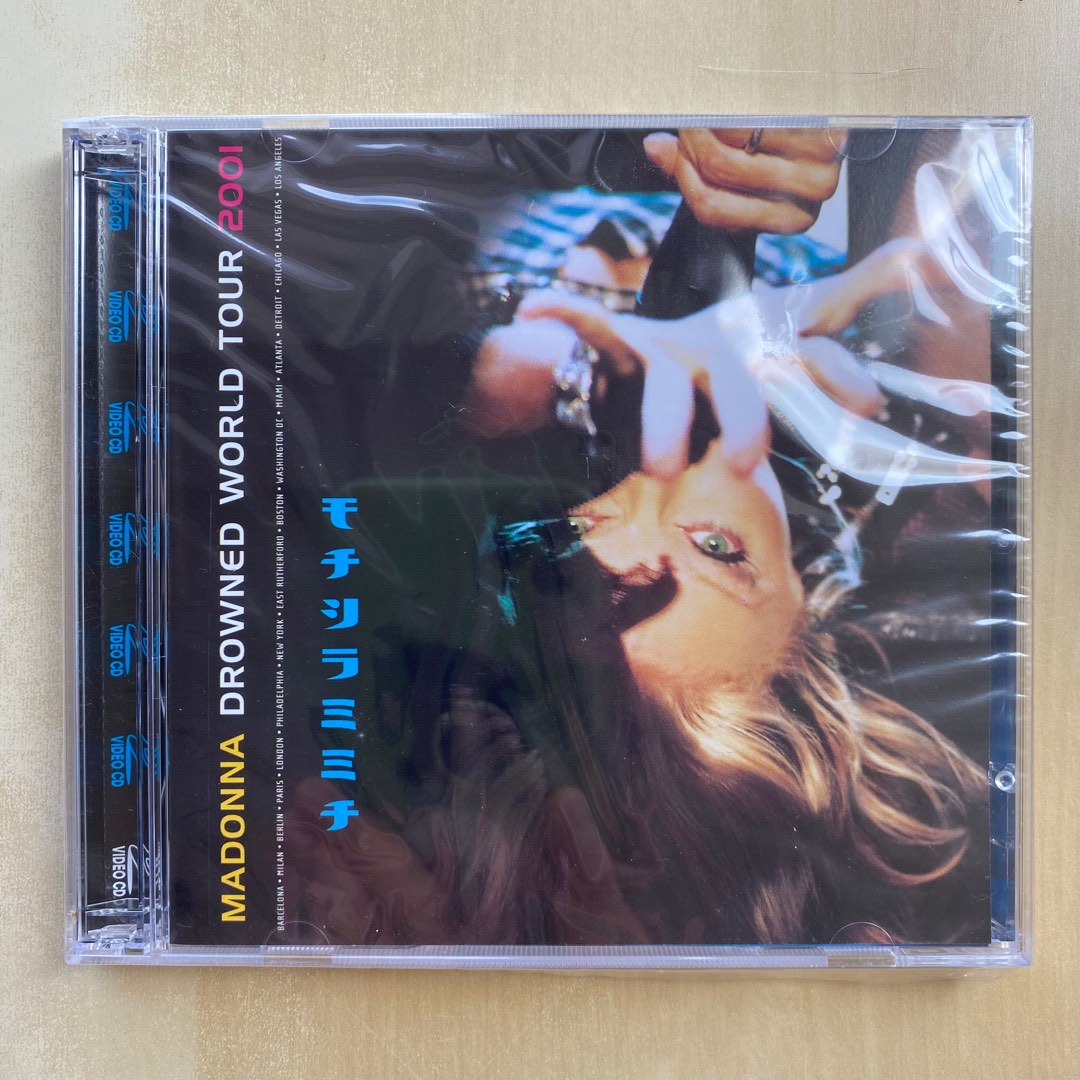 MADONNA DROWNED WORLD TOUR 2001
BARCELONA • MILAN • BERLIN • PARIS • LONDON • PHILADELPHIA • NEW YORK • EAST RUTHERFORD • BOSTON • WASHINGTON DC • MIAMI • ATLANTA • DETROIT • CHICAGO • LAS VEGAS • LOS ANGELES
モチツラミミチ
VIDEO CD
VIDEO CD
VIDEO CD
VIDEO CD
VIDEO CD
VIDEO CD
VIDEO CD